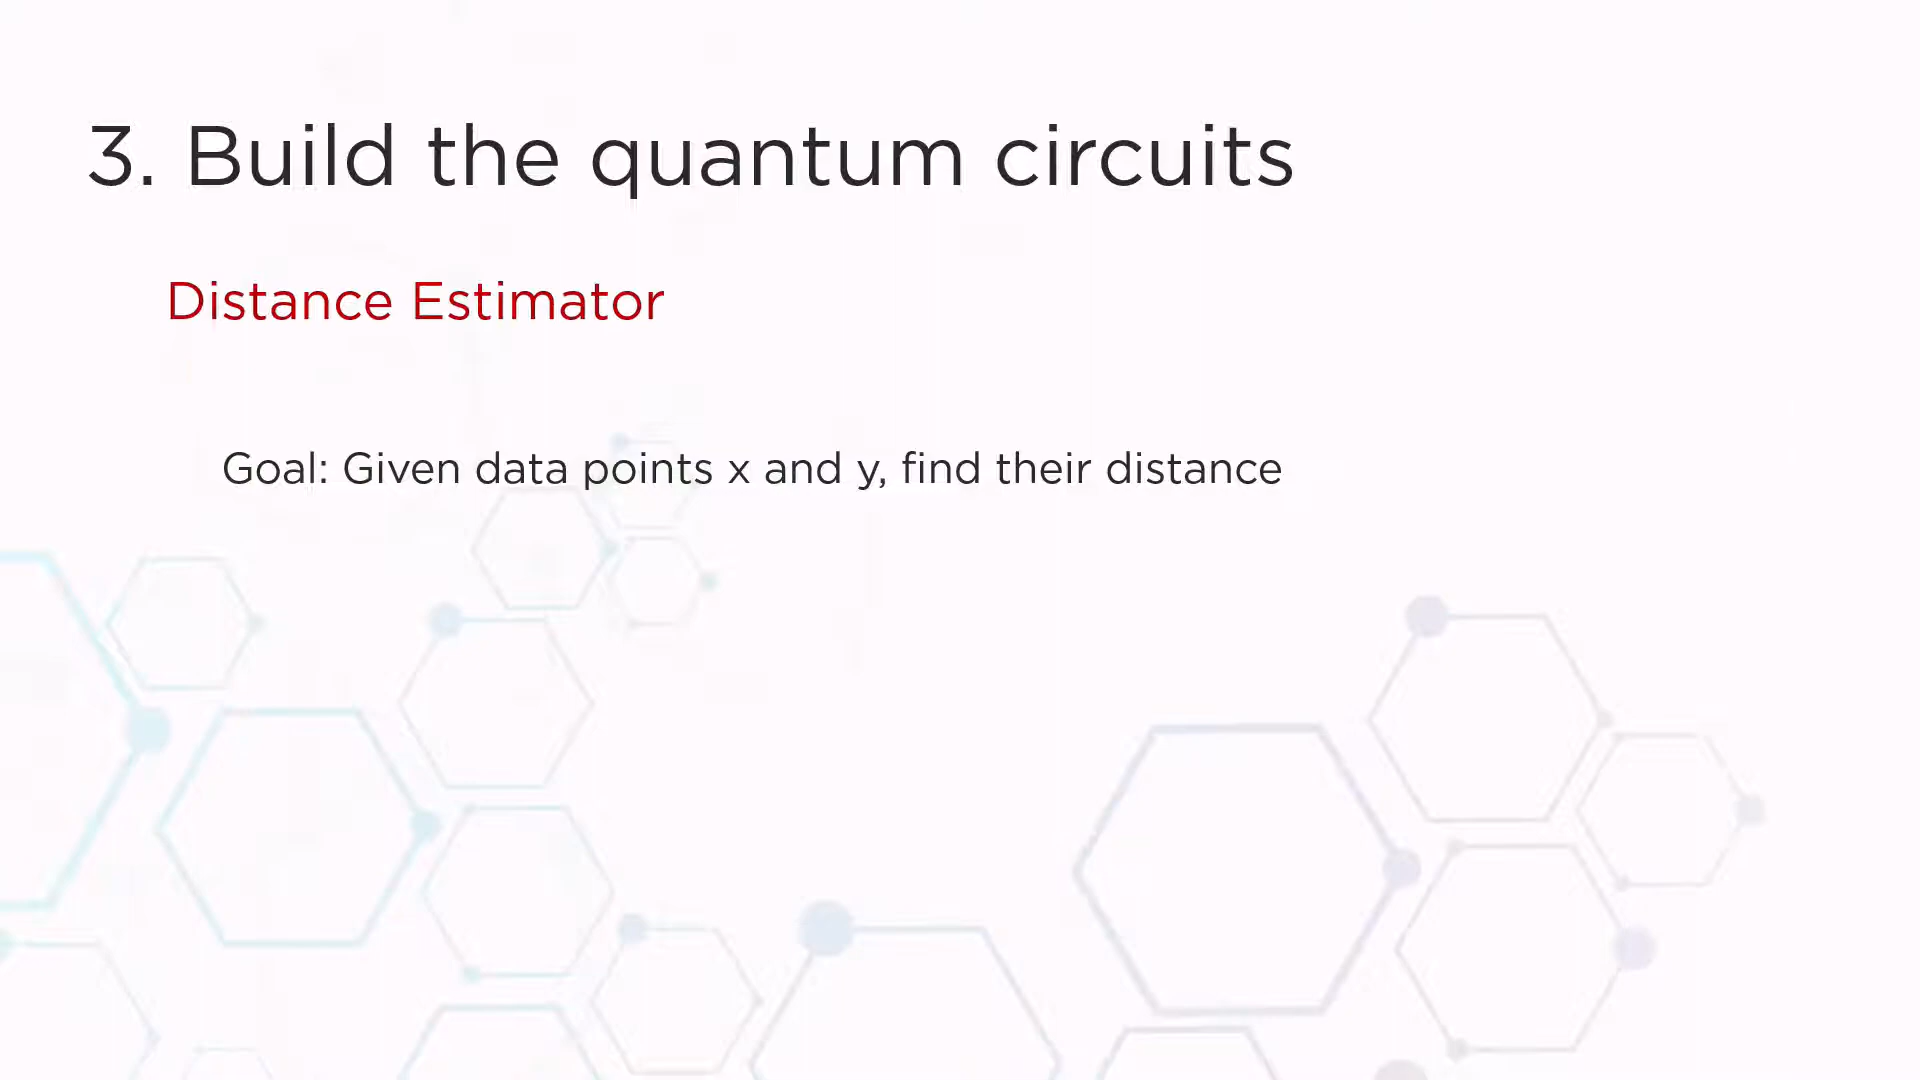 3. Build the quantum circuits
Distance Estimator
Goal: Given data points x and y, find their distance